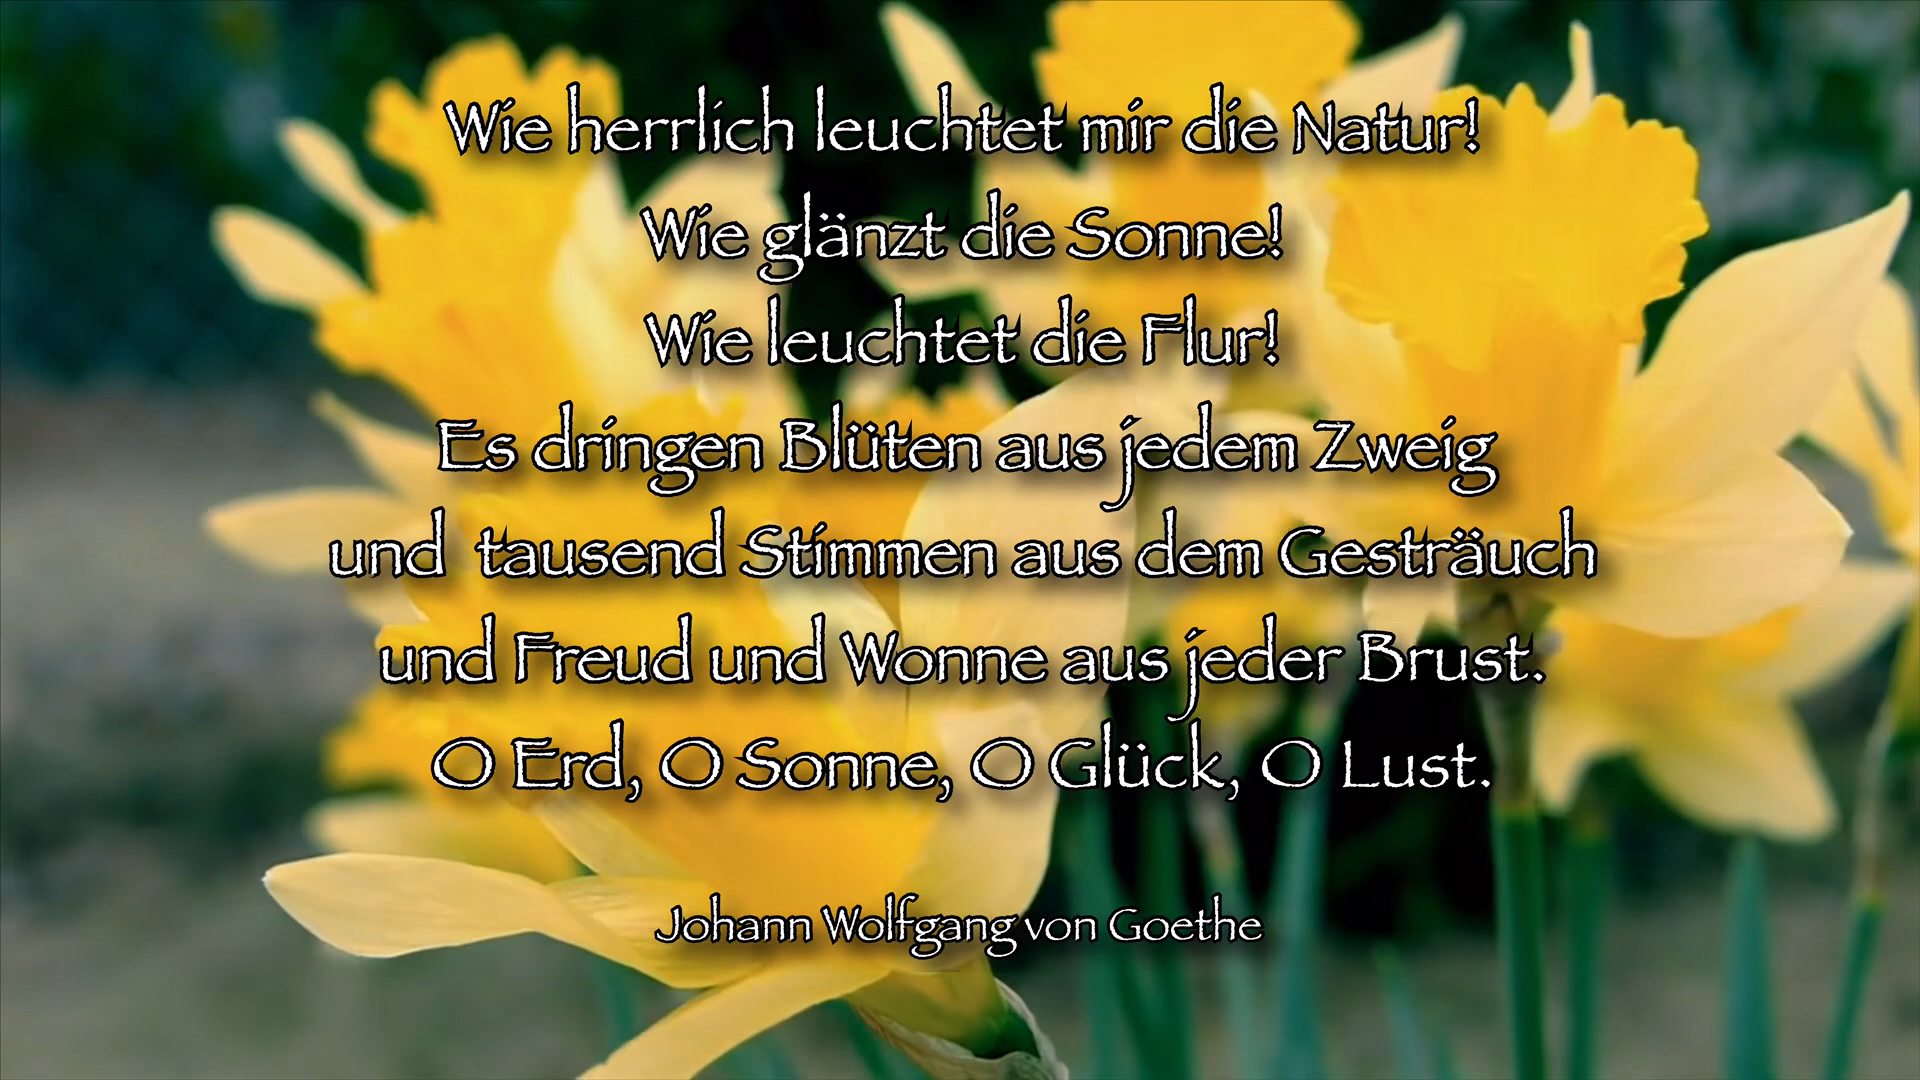 Wie herrlich leuchtet mir die Natur!
Wie glänzt die Sonne!
Wie leuchtet die Flur!
Es dringen Blüten aus jedem Zweig
und tausend Stimmen aus dem Gesträuch
und Freud und Wonne aus jeder Brust.
O Erd, O Sonne, O Glück, O Lust.
Johann Wolfgang von Goethe